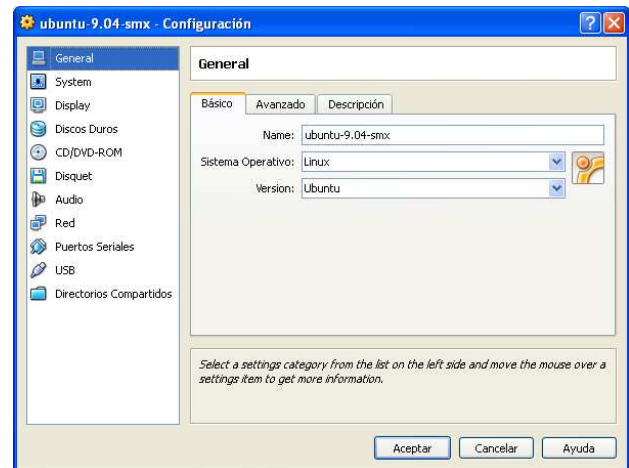 ubuntu-9.04-smx - Configuración
General
System
Display
Discos Duros
CD/DVD-ROM
Disquet
Audio
Red
Puertos Seriales
USB
Directorios Compartidos
General
Básico Avanzado Descripción
Name: ubuntu-9.04-smx
Sistema Operativo: Linux
Version: Ubuntu
Select a settings category from the list on the left side and move the mouse over a
settings item to get more information.
Aceptar Cancelar Ayuda